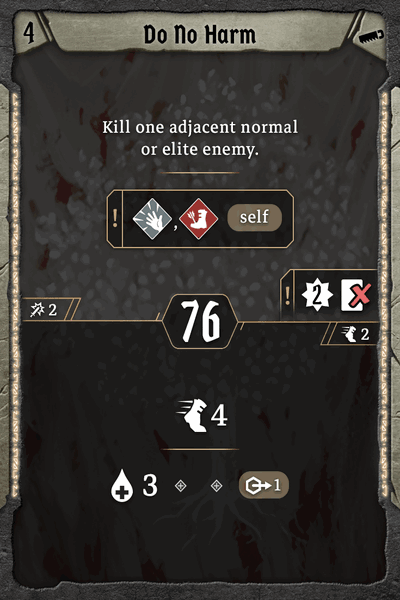 4 Do No Harm
Kill one adjacent normal
or elite enemy.
! , self
! 2
2 76 2
4
3 1